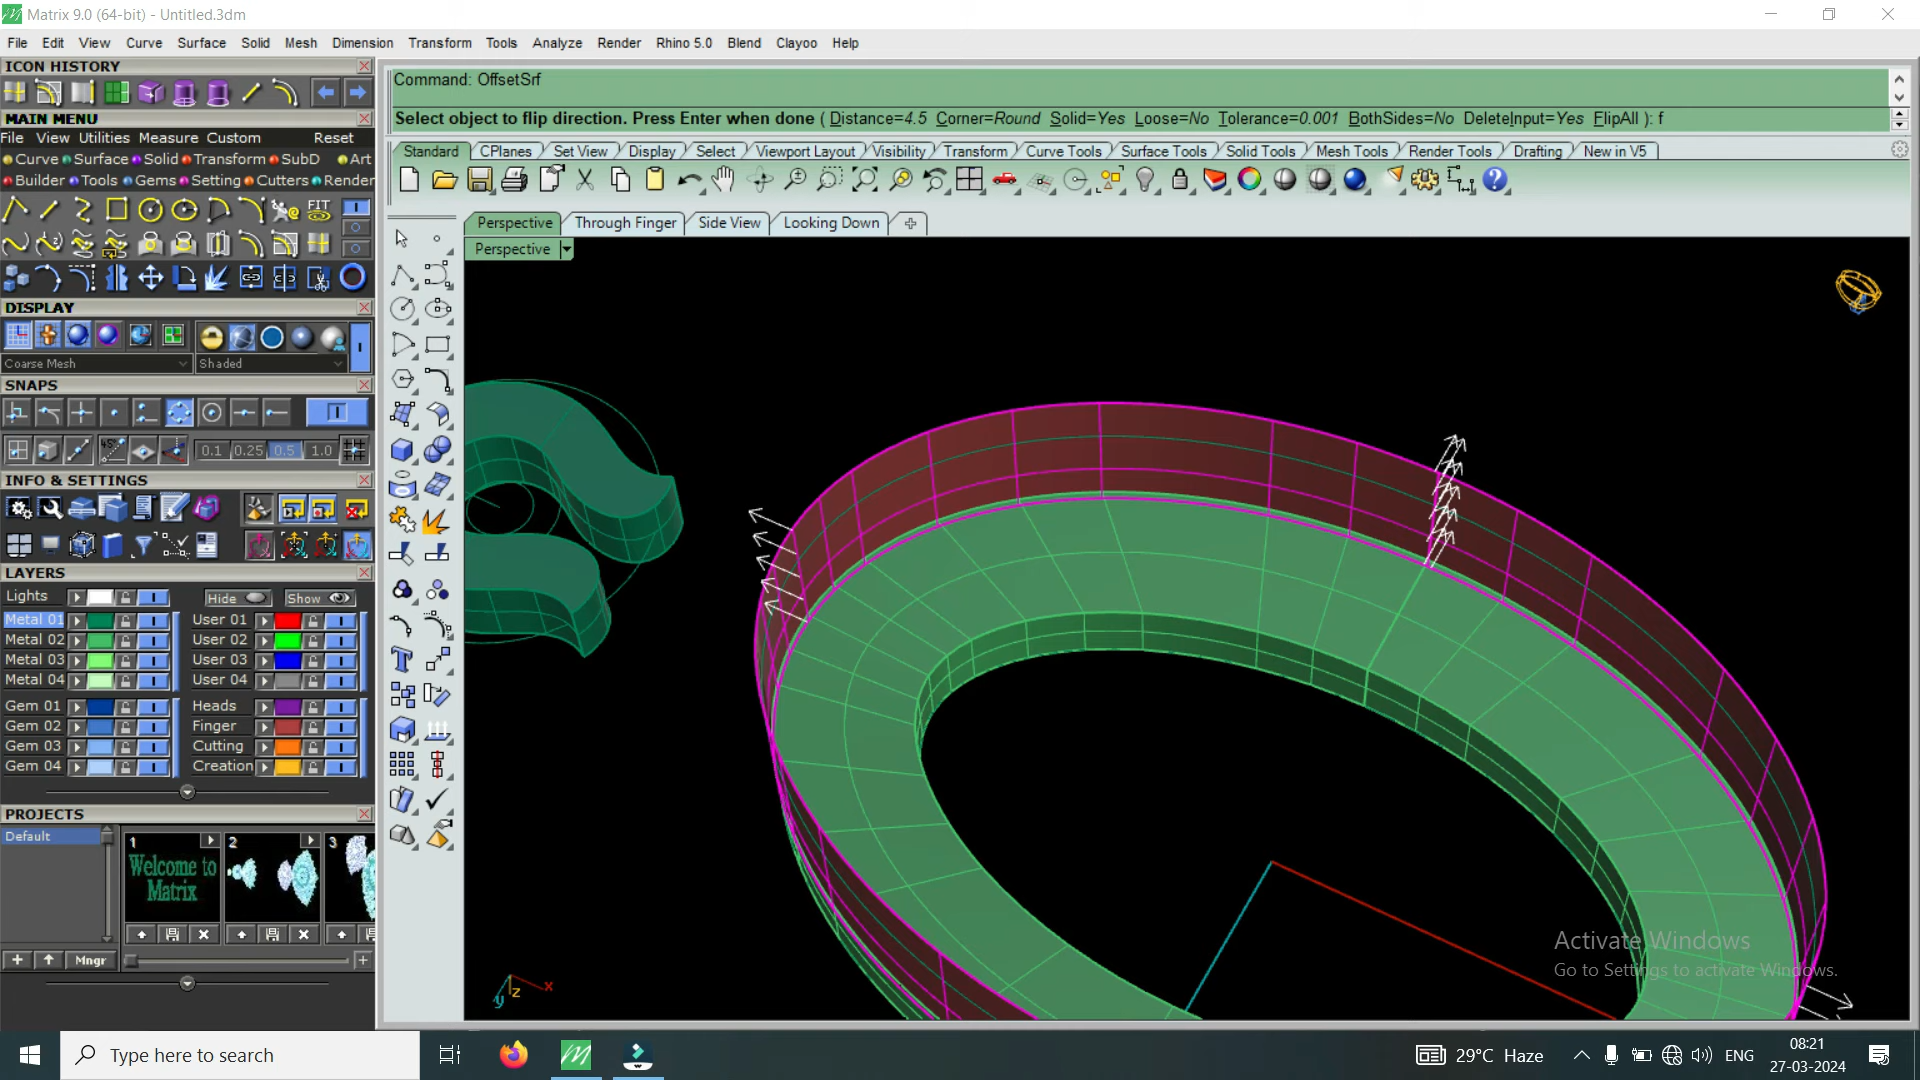 Matrix 9.0 (64-bit) - Untitled.3dm
File Edit View Curve Surface Solid Mesh Dimension Transform Tools Analyze Render Rhino 5.0 Blend Clayoo Help
ICON HISTORY
Command: OffsetSrf
Select object to flip direction. Press Enter when done ( Distance=4.5 Corner=Round Solid=Yes Loose=No Tolerance=0.001 BothSides=No DeleteInput=Yes FlipAll ): f
MAIN MENU
File View Utilities Measure Custom Reset
Curve Surface Solid Transform SubD Art
Builder Tools Gems Setting Cutters Render
Standard CPlanes Set View Display Select Viewport Layout Visibility Transform Curve Tools Surface Tools Solid Tools Mesh Tools Render Tools Drafting New in V5
FIT
Perspective Through Finger Side View Looking Down
Perspective
DISPLAY
Coarse Mesh Shaded
SNAPS
0.1 0.25 0.5 1.0
INFO & SETTINGS
LAYERS
Lights Hide Show
Metal 01 User 01
Metal 02 User 02
Metal 03 User 03
Metal 04 User 04
Gem 01 Heads
Gem 02 Finger
Gem 03 Cutting
Gem 04 Creation
PROJECTS
Default
1 2 3
Welcome to
Matrix
Mngr
x
y
z
Activate Windows
Go to Settings to activate Windows.
Type here to search
29°C Haze
ENG
08:21
27-03-2024